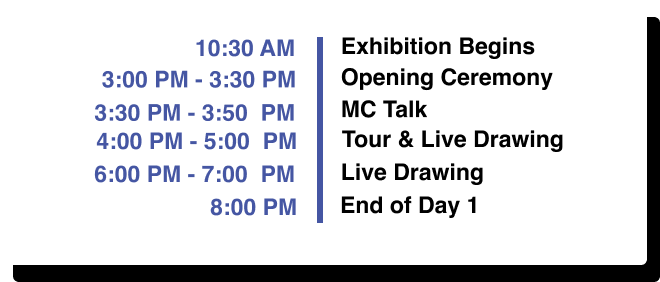 10:30 AM Exhibition Begins
3:00 PM - 3:30 PM Opening Ceremony
3:30 PM - 3:50 PM MC Talk
4:00 PM - 5:00 PM Tour & Live Drawing
6:00 PM - 7:00 PM Live Drawing
8:00 PM End of Day 1